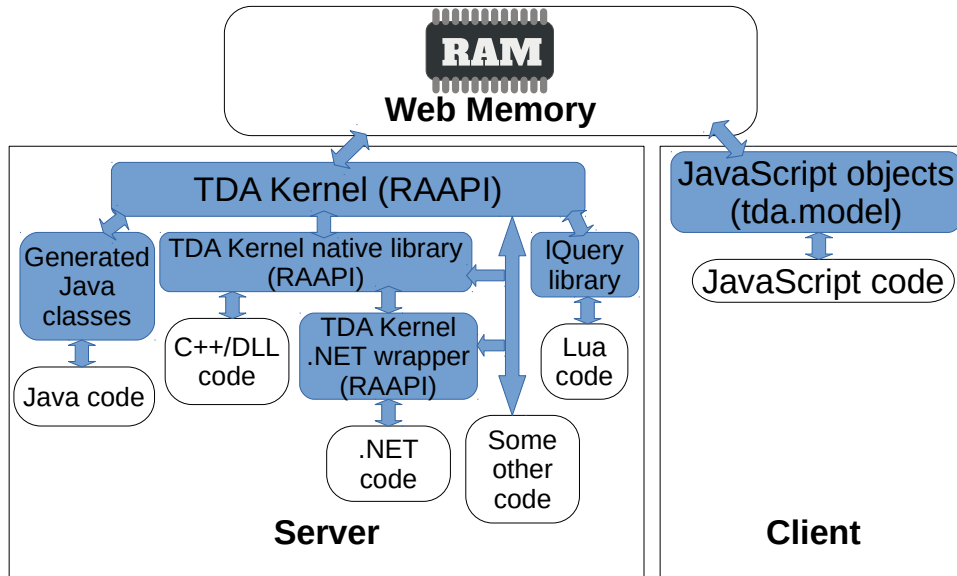 RAM
Web Memory
TDA Kernel (RAAPI)
Generated
Java
classes
TDA Kernel native library
(RAAPI)
IQuery
library
TDA Kernel
.NET wrapper
(RAAPI)
C++/DLL
code
Lua
code
Java code
.NET
code
Some
other
code
Server
JavaScript objects
(tda.model)
JavaScript code
Client